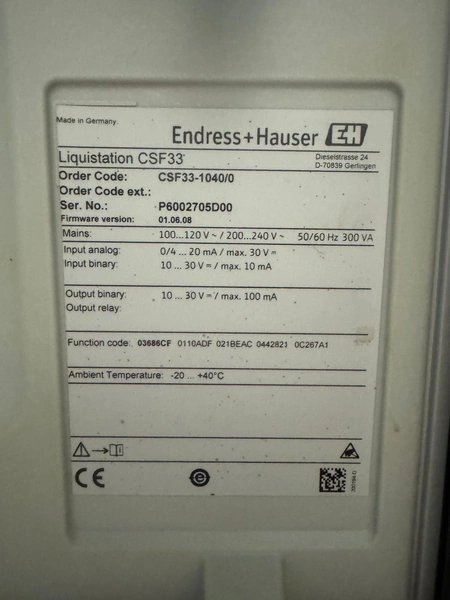 Made in Germany.
Endress+Hauser EH
Liquistation CSF33
Dieselstrasse 24
D-70839 Gerlingen
Order Code: CSF33-1040/0
Order Code ext.:
Ser. No.: P6002705D00
Firmware version: 01.06.08
Mains: 100...120 V ~ / 200...240 V ~ 50/60 Hz 300 VA
Input analog: 0/4 ... 20 mA / max. 30 V =
Input binary: 10 ... 30 V = / max. 10 mA
Output binary: 10 ... 30 V = / max. 100 mA
Output relay:
Function code: 03686CF 0110ADF 021BEAC 0442821 0C267A1
Ambient Temperature: -20 ... +40°C
CE